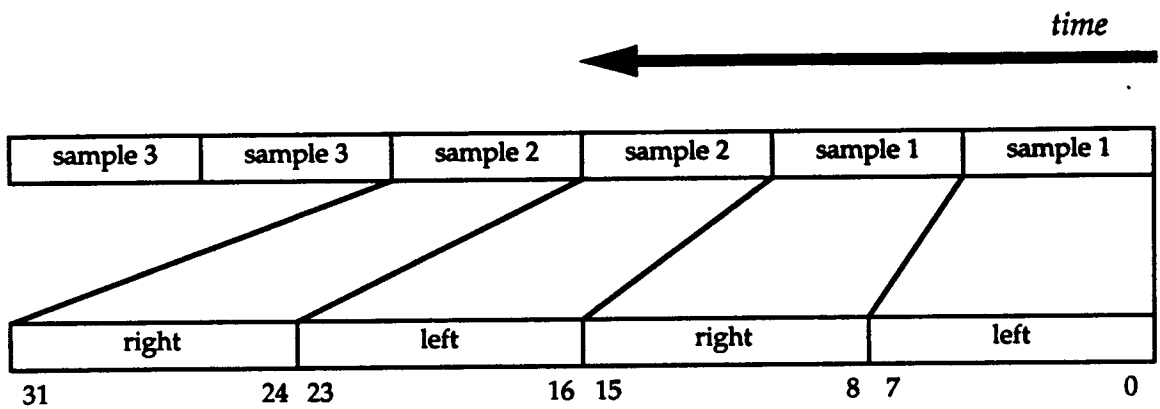 time
sample 3 sample 3 sample 2 sample 2 sample 1 sample 1
right left right left
31 24 23 16 15 8 7 0